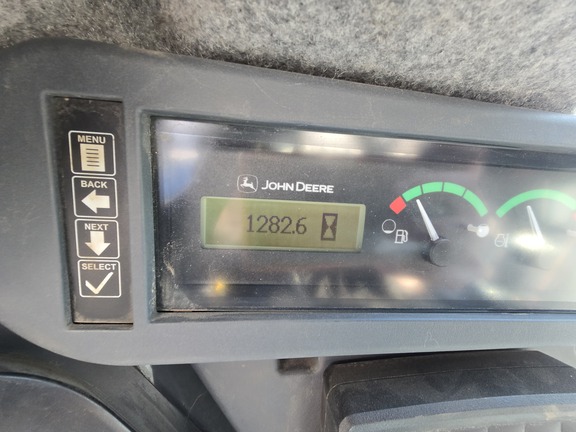 MENU
BACK
NEXT
SELECT
JOHN DEERE
1282.6